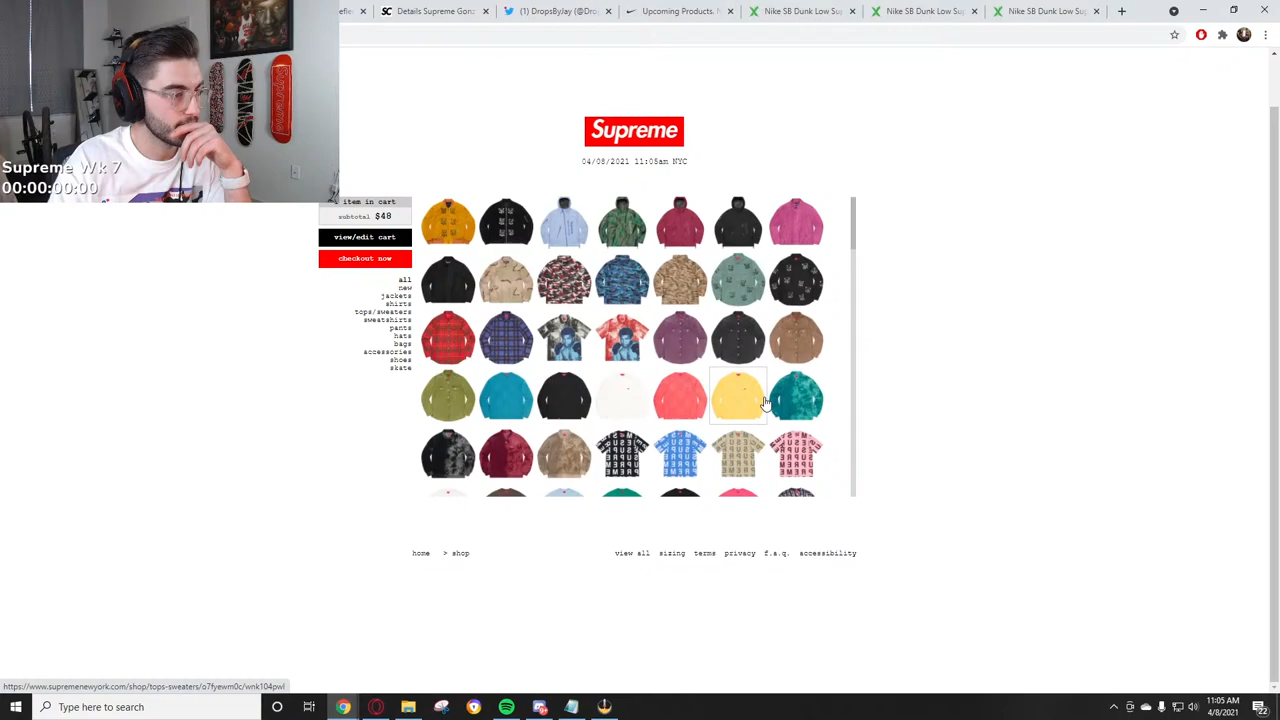 Details Supreme Gonz
(1) DropsByJay (@Drop
Upcoming Products. N
Nike SB Dunk Low Sup
Nike SB Dunk Low Sup
Nike SB Dunk Low Sup
Supreme
Supreme
04/08/2021 11:05am NYC
Supreme Wk 7
00:00:00:00
item in cart
subtotal $48
view/edit cart
checkout now
all
new
jackets
shirts
tops/sweaters
sweatshirts
pants
hats
bags
accessories
shoes
skate
home > shop
view all sizing terms privacy f.a.q. accessibility
https://www.supremenewyork.com/shop/tops-sweaters/o7fyewm0c/wnk104pwl
Type here to search
11:05 AM
4/8/2021
22